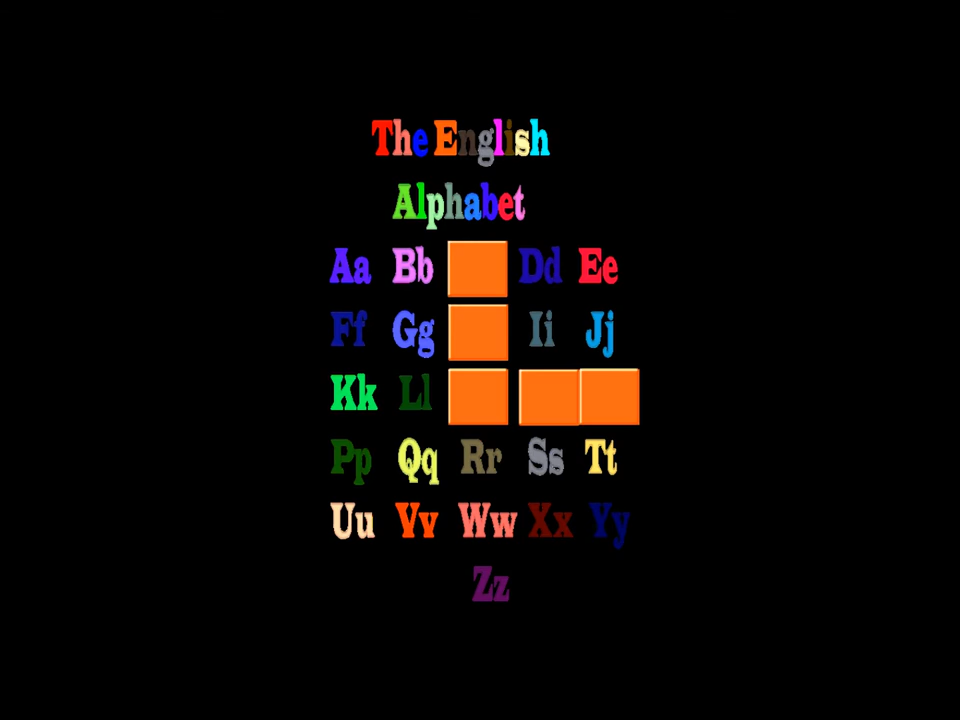 The English
Alphabet
Aa Bb Dd Ee
Ff Gg Ii Jj
Kk Ll
Pp Qq Rr Ss Tt
Uu Vv Ww Xx Yy
Zz